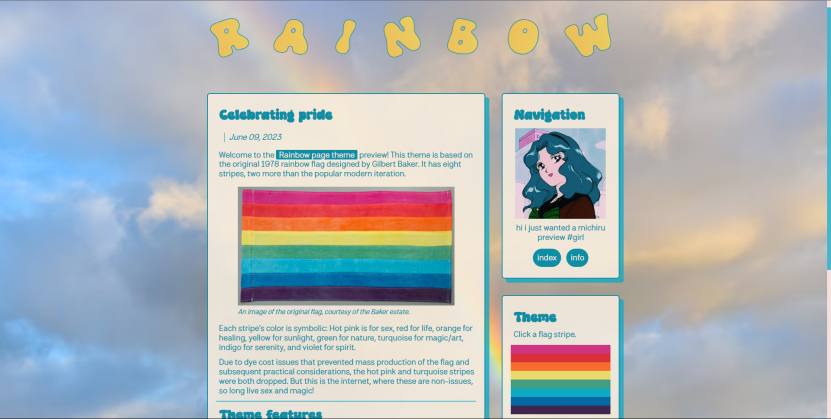 RAINBOW
Celebrating pride
June 09, 2023
Welcome to the Rainbow page theme preview! This theme is based on
the original 1978 rainbow flag designed by Gilbert Baker. It has eight
stripes, two more than the popular modern iteration.
An image of the original flag, courtesy of the Baker estate.
Each stripe's color is symbolic: Hot pink is for sex, red for life, orange for
healing, yellow for sunlight, green for nature, turquoise for magic/art,
indigo for serenity, and violet for spirit.
Due to dye cost issues that prevented mass production of the flag and
subsequent practical considerations, the hot pink and turquoise stripes
were both dropped. But this is the internet, where these are non-issues,
so long live sex and magic!
Theme features
Navigation
hi i just wanted a michiru
preview #girl
index info
Theme
Click a flag stripe.